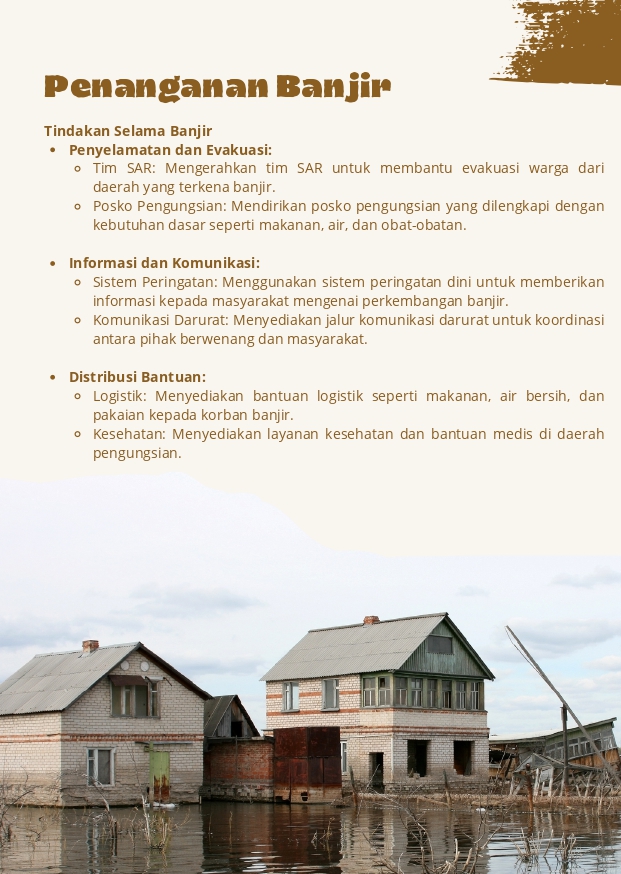 Penanganan Banjir
Tindakan Selama Banjir
• Penyelamatan dan Evakuasi:
◦ Tim SAR: Mengerahkan tim SAR untuk membantu evakuasi warga dari
daerah yang terkena banjir.
◦ Posko Pengungsian: Mendirikan posko pengungsian yang dilengkapi dengan
kebutuhan dasar seperti makanan, air, dan obat-obatan.
• Informasi dan Komunikasi:
◦ Sistem Peringatan: Menggunakan sistem peringatan dini untuk memberikan
informasi kepada masyarakat mengenai perkembangan banjir.
◦ Komunikasi Darurat: Menyediakan jalur komunikasi darurat untuk koordinasi
antara pihak berwenang dan masyarakat.
• Distribusi Bantuan:
◦ Logistik: Menyediakan bantuan logistik seperti makanan, air bersih, dan
pakaian kepada korban banjir.
◦ Kesehatan: Menyediakan layanan kesehatan dan bantuan medis di daerah
pengungsian.